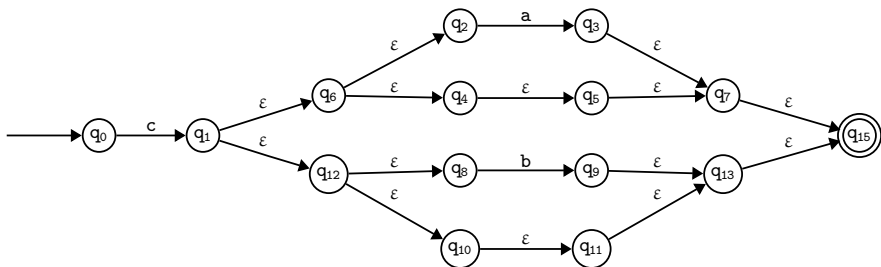 q₂ a q₃
ε ε
q₆ ε q₄ ε q₅ ε q₇
ε ε
q₀ c q₁ q₁₅
ε ε
q₁₂ ε q₈ b q₉ ε q₁₃
ε ε
q₁₀ ε q₁₁